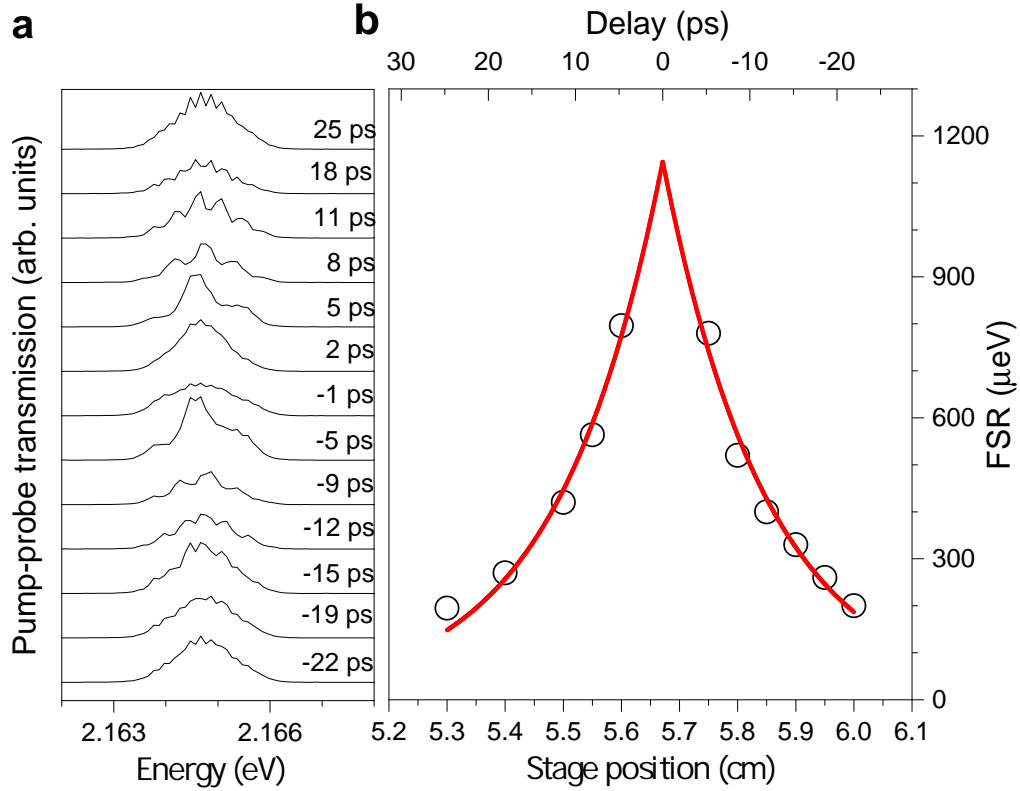 a
Pump-probe transmission (arb. units)
25 ps
18 ps
11 ps
8 ps
5 ps
2 ps
-1 ps
-5 ps
-9 ps
-12 ps
-15 ps
-19 ps
-22 ps
2.163 2.166
Energy (eV)
b
Delay (ps)
30 20 10 0 -10 -20
1200
900
600
300
0
FSR (μeV)
5.2 5.3 5.4 5.5 5.6 5.7 5.8 5.9 6.0 6.1
Stage position (cm)